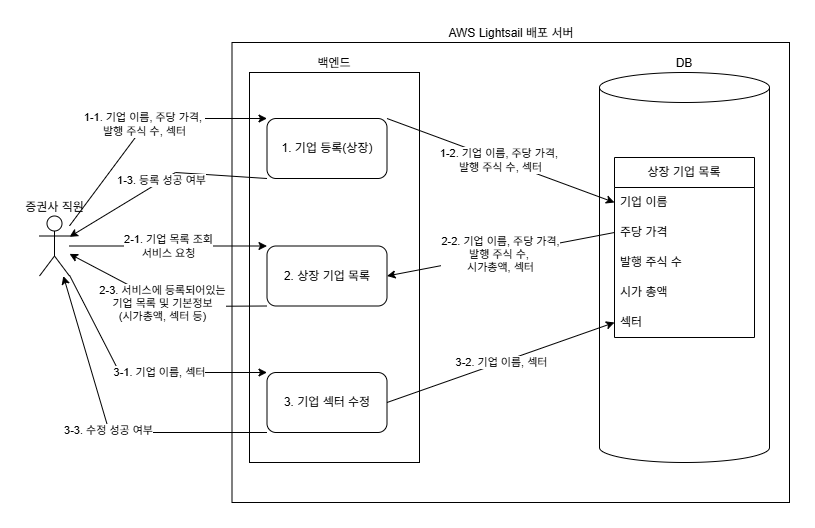 AWS Lightsail 배포 서버
백엔드
DB
1-1. 기업 이름, 주당 가격,
발행 주식 수, 섹터
1. 기업 등록(상장)
1-2. 기업 이름, 주당 가격,
발행 주식 수, 섹터
1-3. 등록 성공 여부
상장 기업 목록
기업 이름
주당 가격
발행 주식 수
시가 총액
섹터
증권사 직원
2-1. 기업 목록 조회
서비스 요청
2. 상장 기업 목록
2-2. 기업 이름, 주당 가격,
발행 주식 수,
시가총액, 섹터
2-3. 서비스에 등록되어있는
기업 목록 및 기본정보
(시가총액, 섹터 등)
3-1. 기업 이름, 섹터
3. 기업 섹터 수정
3-2. 기업 이름, 섹터
3-3. 수정 성공 여부